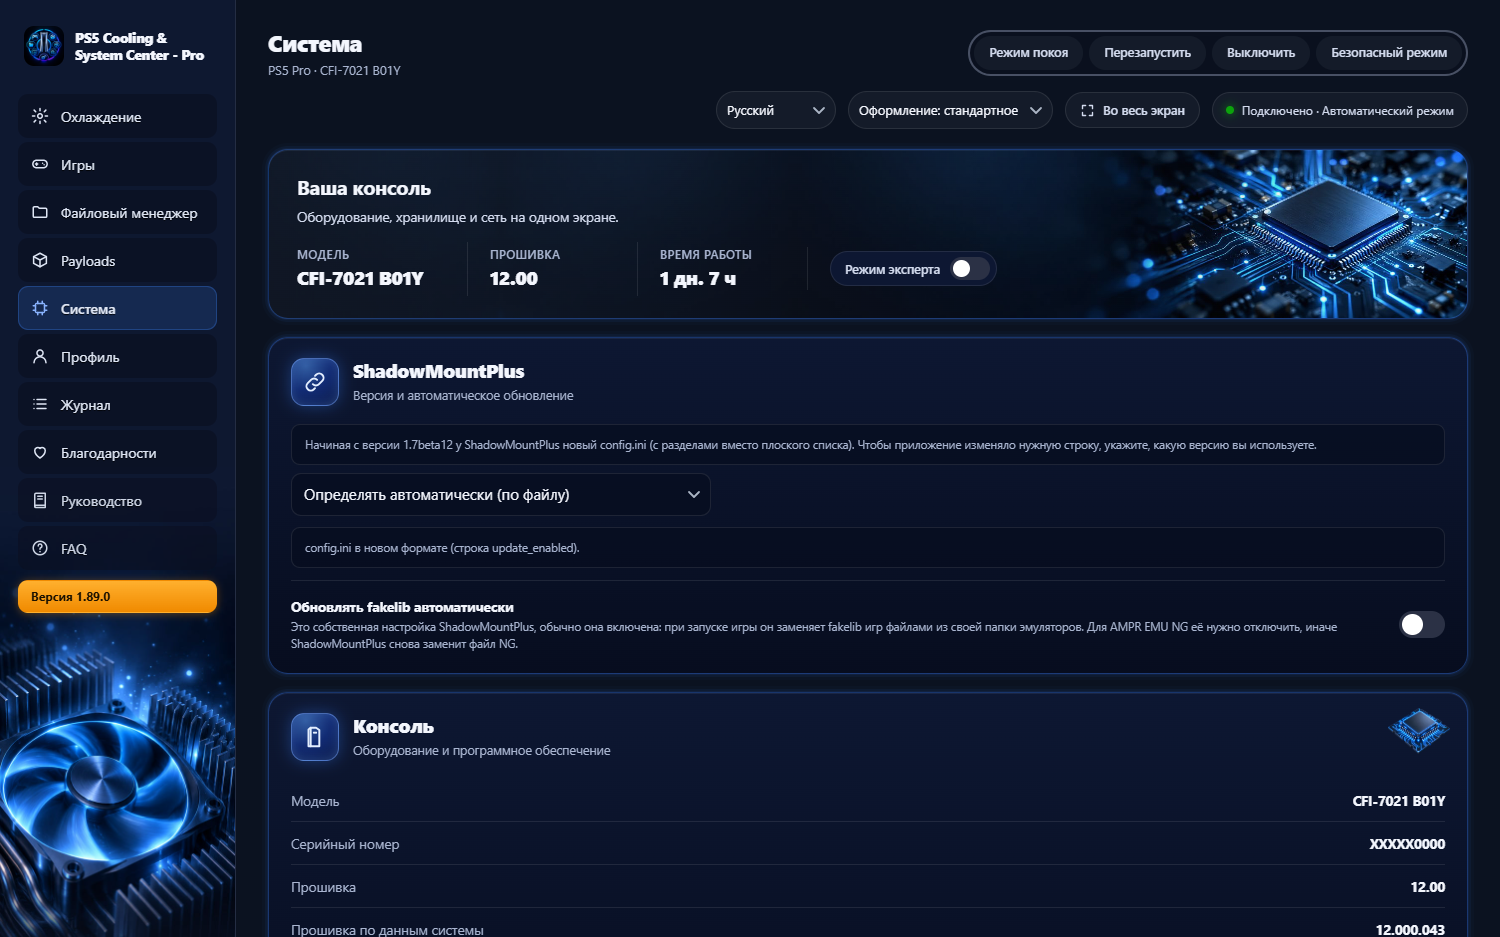 PS5 Cooling &
System Center - Pro
Охлаждение
Игры
Файловый менеджер
Payloads
Система
Профиль
Журнал
Благодарности
Руководство
FAQ
Версия 1.89.0
Система
PS5 Pro · CFI-7021 B01Y
Режим покоя
Перезапустить
Выключить
Безопасный режим
Русский
Оформление: стандартное
Во весь экран
Подключено · Автоматический режим
Ваша консоль
Оборудование, хранилище и сеть на одном экране.
МОДЕЛЬ
CFI-7021 B01Y
ПРОШИВКА
12.00
ВРЕМЯ РАБОТЫ
1 дн. 7 ч
Режим эксперта
ShadowMountPlus
Версия и автоматическое обновление
Начиная с версии 1.7beta12 у ShadowMountPlus новый config.ini (с разделами вместо плоского списка). Чтобы приложение изменяло нужную строку, укажите, какую версию вы используете.
Определять автоматически (по файлу)
config.ini в новом формате (строка update_enabled).
Обновлять fakelib автоматически
Это собственная настройка ShadowMountPlus, обычно она включена: при запуске игры он заменяет fakelib игр файлами из своей папки эмуляторов. Для AMPR EMU NG её нужно отключить, иначе
ShadowMountPlus снова заменит файл NG.
Консоль
Оборудование и программное обеспечение
Модель
CFI-7021 B01Y
Серийный номер
XXXXX0000
Прошивка
12.00
Прошивка по данным системы
12.000.043